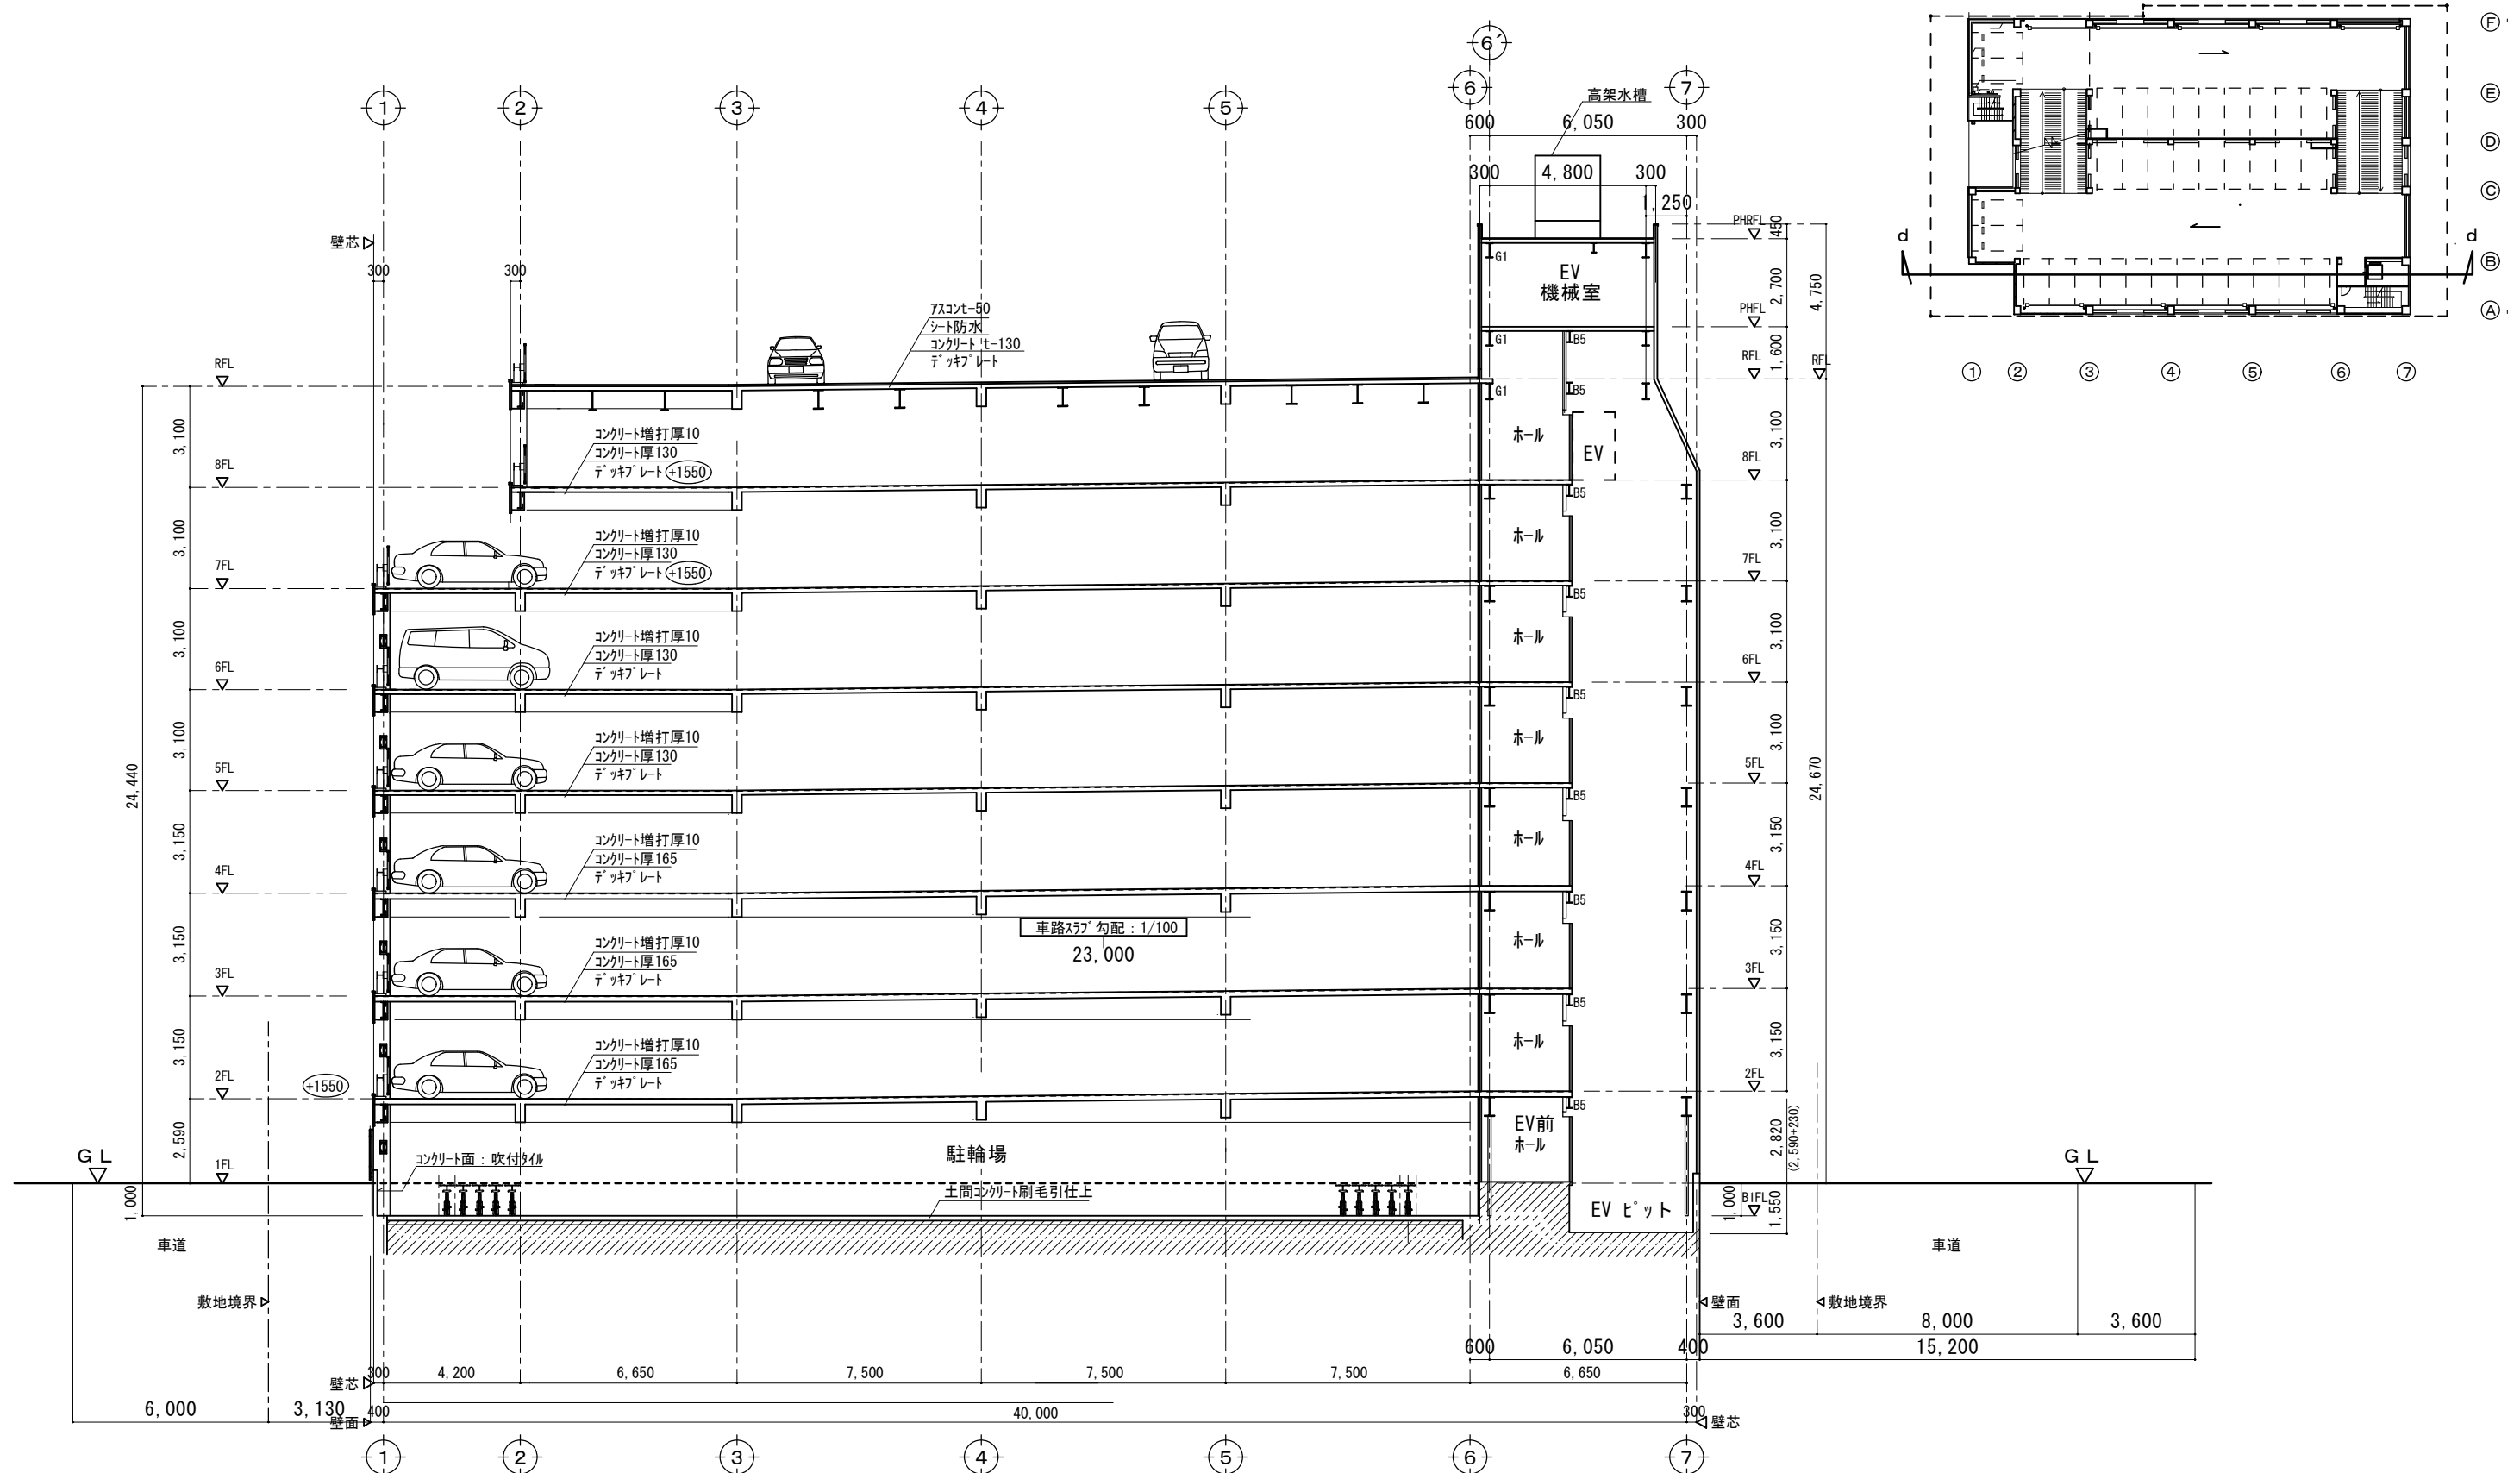 6´
1
2
3
4
5
6
7
高架水槽
600
6,050
300
300
4,800
300
1,250
壁芯
300
300
PHRFL
450
G1
EV
機械室
2,700
4,750
PHFL
G1
B5
1,600
RFL
RFL
アスコンt-50
シート防水
コンクリート t-130
デッキプレート
RFL
G1
B5
3,100
コンクリート増打厚10
コンクリート厚130
デッキプレート
+1550
ホール
EV
3,100
8FL
8FL
B5
3,100
コンクリート増打厚10
コンクリート厚130
デッキプレート
+1550
ホール
3,100
7FL
7FL
B5
3,100
コンクリート増打厚10
コンクリート厚130
デッキプレート
ホール
3,100
6FL
6FL
B5
3,100
コンクリート増打厚10
コンクリート厚130
デッキプレート
ホール
3,100
5FL
5FL
B5
24,440
24,670
3,150
コンクリート増打厚10
コンクリート厚165
デッキプレート
ホール
3,150
4FL
4FL
B5
車路スラブ勾配:1/100
23,000
3,150
コンクリート増打厚10
コンクリート厚165
デッキプレート
ホール
3,150
3FL
3FL
B5
3,150
コンクリート増打厚10
コンクリート厚165
デッキプレート
ホール
3,150
2FL
+1550
2FL
B5
2,590
EV前
ホール
2,820
(2,590+230)
GL
1FL
コンクリート面:吹付タイル
駐輪場
土間コンクリート刷毛引仕上
GL
1,000
EV ピット
1,000
B1FL
1,550
車道
車道
敷地境界
壁面
敷地境界
3,600
8,000
3,600
600
6,050
400
15,200
壁芯
300
4,200
6,650
7,500
7,500
7,500
6,650
6,000
3,130
壁面
400
40,000
300
壁芯
1
2
3
4
5
6
7
F
E
D
C
B
A
d
d
1
2
3
4
5
6
7